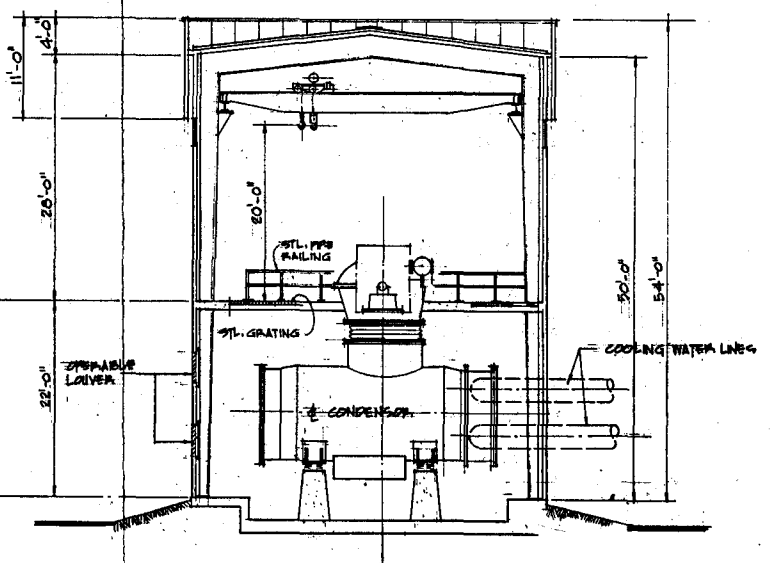 4'-0"
11'-0"
28'-0"
20'-0"
STL. PIPE
RAILING
STL. GRATING
50'-0"
54'-0"
COOLING WATER LINES
OPERABLE
LOUVER
22'-0"
℄ CONDENSOR